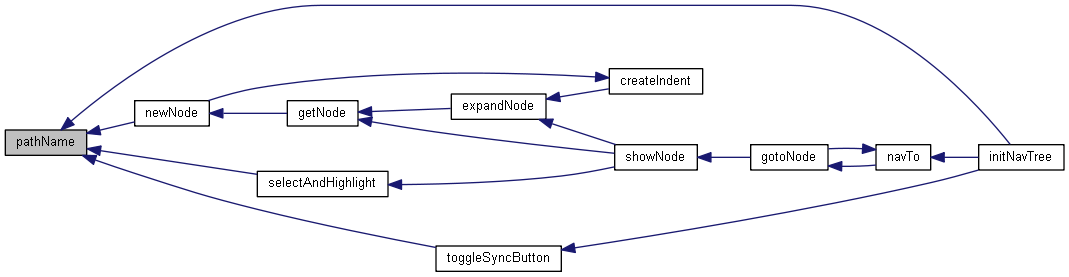 createIndent
expandNode
newNode
getNode
pathName
showNode
gotoNode
navTo
initNavTree
selectAndHighlight
toggleSyncButton